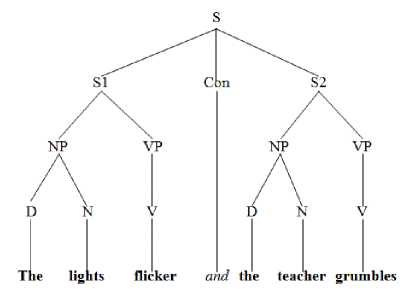 S
S1 Con S2
NP VP NP VP
D N V D N V
The lights flicker and the teacher grumbles